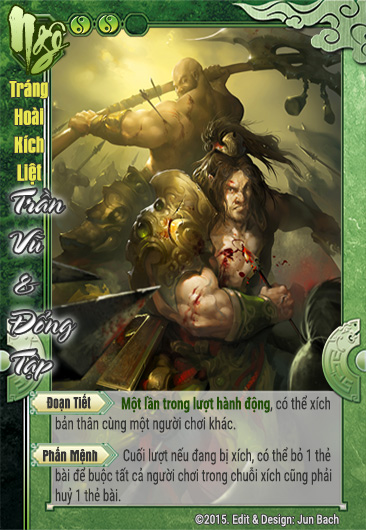 Ngô
Tráng
Hoài
Kích
Liệt
Trần
Vũ
&
Đổng
Tập
Đoạn Tiết
Một lần trong lượt hành động, có thể xích
bản thân cùng một người chơi khác.
Phấn Mệnh
Cuối lượt nếu đang bị xích, có thể bỏ 1 thẻ
bài để buộc tất cả người chơi trong chuỗi xích cũng phải
huỷ 1 thẻ bài.
©2015. Edit & Design: Jun Bach